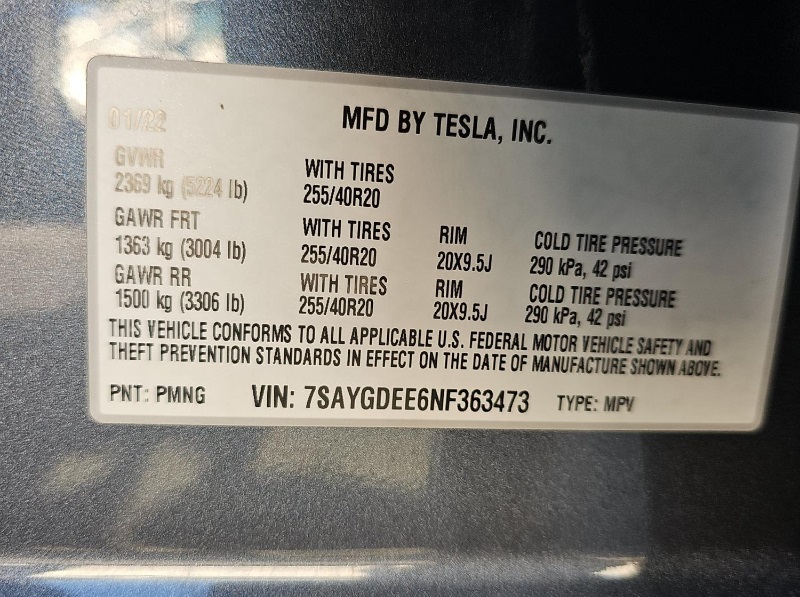 01/22
MFD BY TESLA, INC.
GVWR
2369 kg (5224 lb)
WITH TIRES
255/40R20
GAWR FRT
1363 kg (3004 lb)
WITH TIRES
255/40R20
RIM
20X9.5J
COLD TIRE PRESSURE
290 kPa, 42 psi
GAWR RR
1500 kg (3306 lb)
WITH TIRES
255/40R20
RIM
20X9.5J
COLD TIRE PRESSURE
290 kPa, 42 psi
THIS VEHICLE CONFORMS TO ALL APPLICABLE U.S. FEDERAL MOTOR VEHICLE SAFETY AND
THEFT PREVENTION STANDARDS IN EFFECT ON THE DATE OF MANUFACTURE SHOWN ABOVE.
PNT: PMNG
VIN: 7SAYGDEE6NF363473
TYPE: MPV